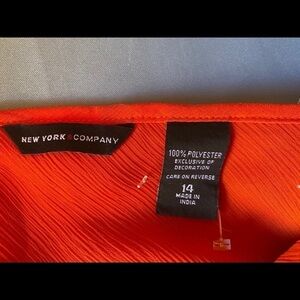 NEW YORK & COMPANY
100% POLYESTER
EXCLUSIVE OF
DECORATION
CARE ON REVERSE
14
MADE IN
INDIA